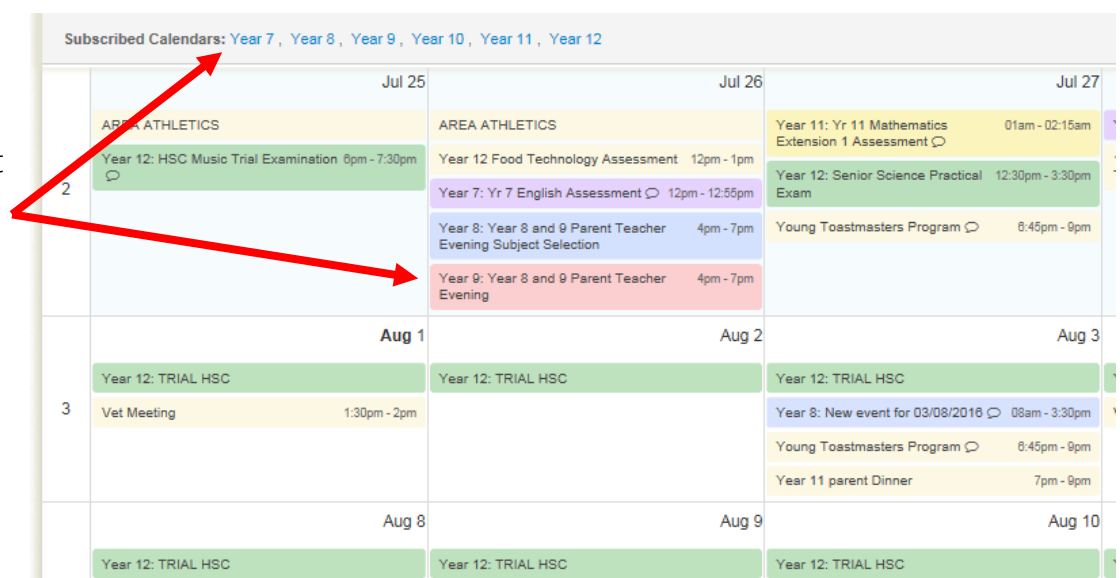 Subscribed Calendars: Year 7 , Year 8 , Year 9 , Year 10 , Year 11 , Year 12
Jul 25
Jul 26
Jul 27
2
AREA ATHLETICS
Year 12: HSC Music Trial Examination 6pm - 7:30pm
AREA ATHLETICS
Year 12 Food Technology Assessment 12pm - 1pm
Year 7: Yr 7 English Assessment 12pm - 12:55pm
Year 8: Year 8 and 9 Parent Teacher 4pm - 7pm
Evening Subject Selection
Year 9: Year 8 and 9 Parent Teacher 4pm - 7pm
Evening
Year 11: Yr 11 Mathematics 01am - 02:15am
Extension 1 Assessment
Year 12: Senior Science Practical 12:30pm - 3:30pm
Exam
Young Toastmasters Program 6:45pm - 9pm
Aug 1
Aug 2
Aug 3
3
Year 12: TRIAL HSC
Vet Meeting 1:30pm - 2pm
Year 12: TRIAL HSC
Year 12: TRIAL HSC
Year 8: New event for 03/08/2016 08am - 3:30pm
Young Toastmasters Program 6:45pm - 9pm
Year 11 parent Dinner 7pm - 9pm
Aug 8
Aug 9
Aug 10
Year 12: TRIAL HSC
Year 12: TRIAL HSC
Year 12: TRIAL HSC